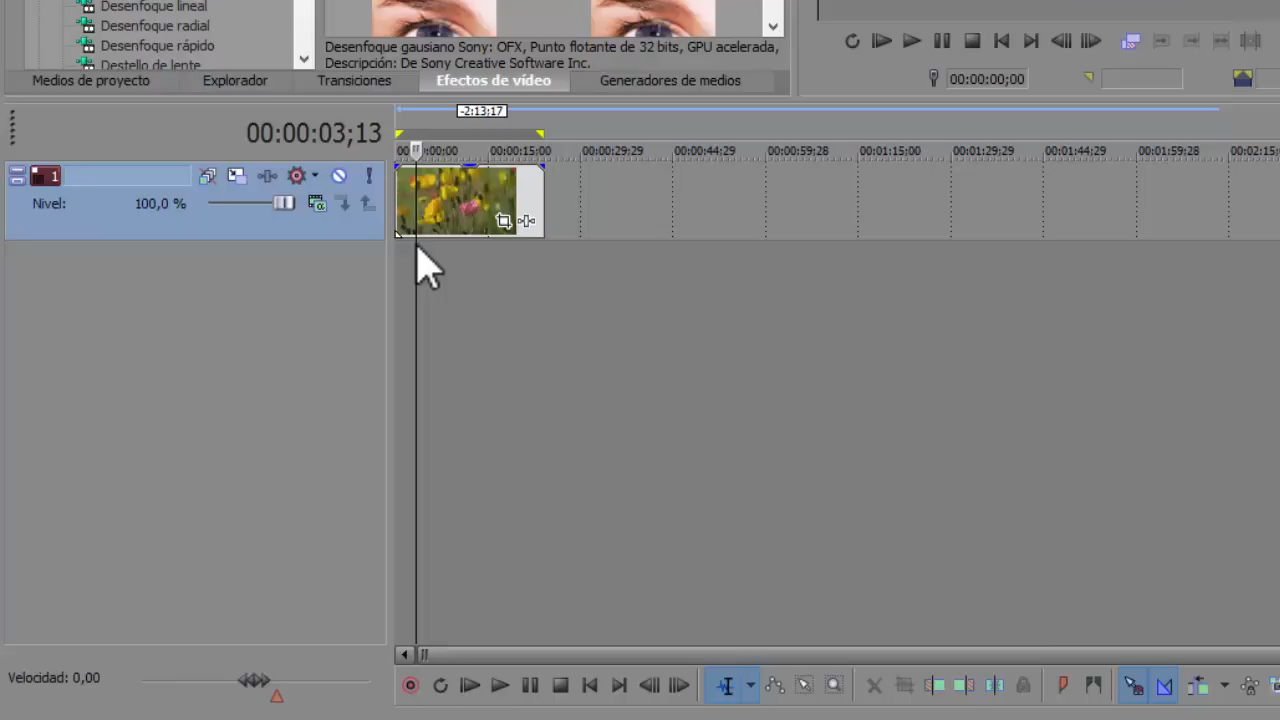 Desenfoque lineal
Desenfoque radial
Desenfoque rápido
Destello de lente
Desenfoque gausiano Sony: OFX, Punto flotante de 32 bits, GPU acelerada,
Descripción: De Sony Creative Software Inc.
Medios de proyecto
Explorador
Transiciones
Efectos de vídeo
Generadores de medios
00:00:00;00
-2:13:17
00:00:03;13
00:00:15:00
00:00:29;29
00:00:44;29
00:00:59;28
00:01:15;00
00:01:29;29
00:01:44;29
00:01:59;28
00:02:15;
1
Nivel:
100,0 %
Velocidad: 0,00